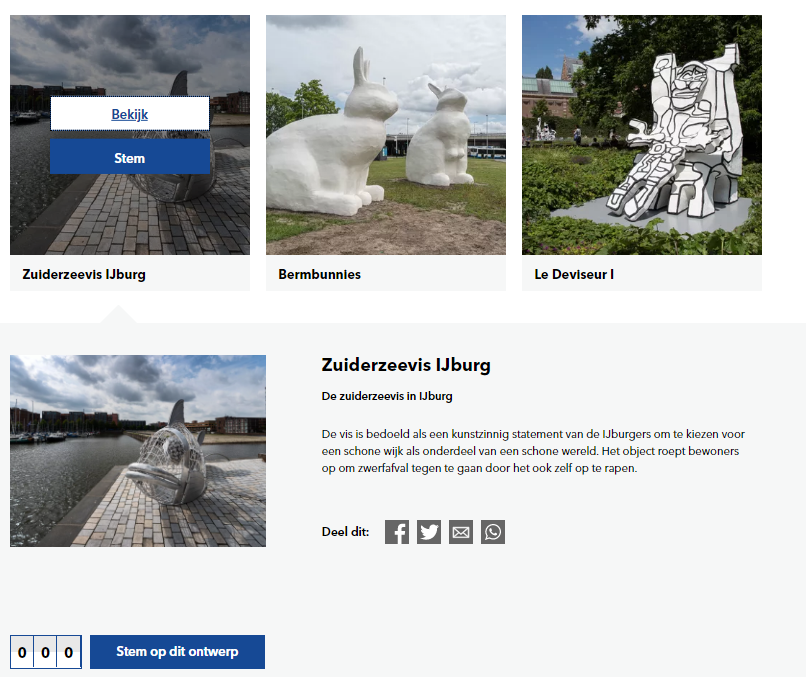 Bekijk
Stem
Zuiderzeevis IJburg
Bermbunnies
Le Deviseur I
Zuiderzeevis IJburg
De zuiderzeevis in IJburg
De vis is bedoeld als een kunstzinnig statement van de IJburgers om te kiezen voor
een schone wijk als onderdeel van een schone wereld. Het object roept bewoners
op om zwerfafval tegen te gaan door het ook zelf op te rapen.
Deel dit:
0 0 0
Stem op dit ontwerp